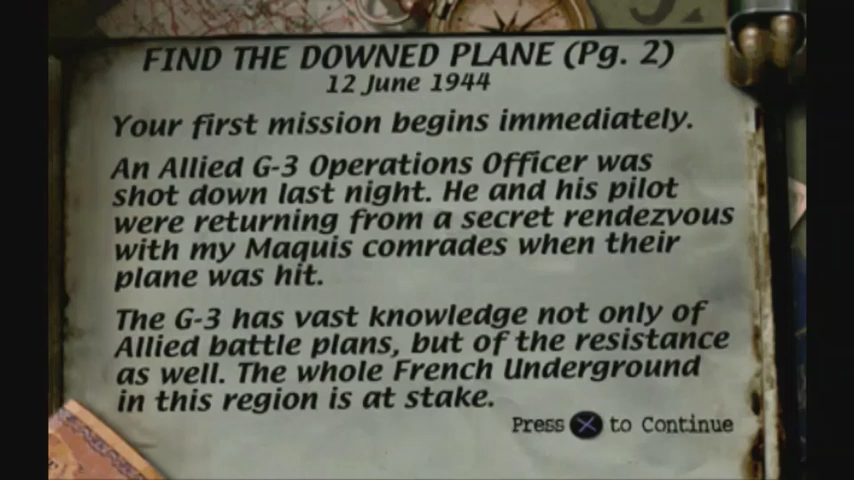 FIND THE DOWNED PLANE (Pg. 2)
12 June 1944
Your first mission begins immediately.
An Allied G-3 Operations Officer was
shot down last night. He and his pilot
were returning from a secret rendezvous
with my Maquis comrades when their
plane was hit.
The G-3 has vast knowledge not only of
Allied battle plans, but of the resistance
as well. The whole French Underground
in this region is at stake.
Press to Continue